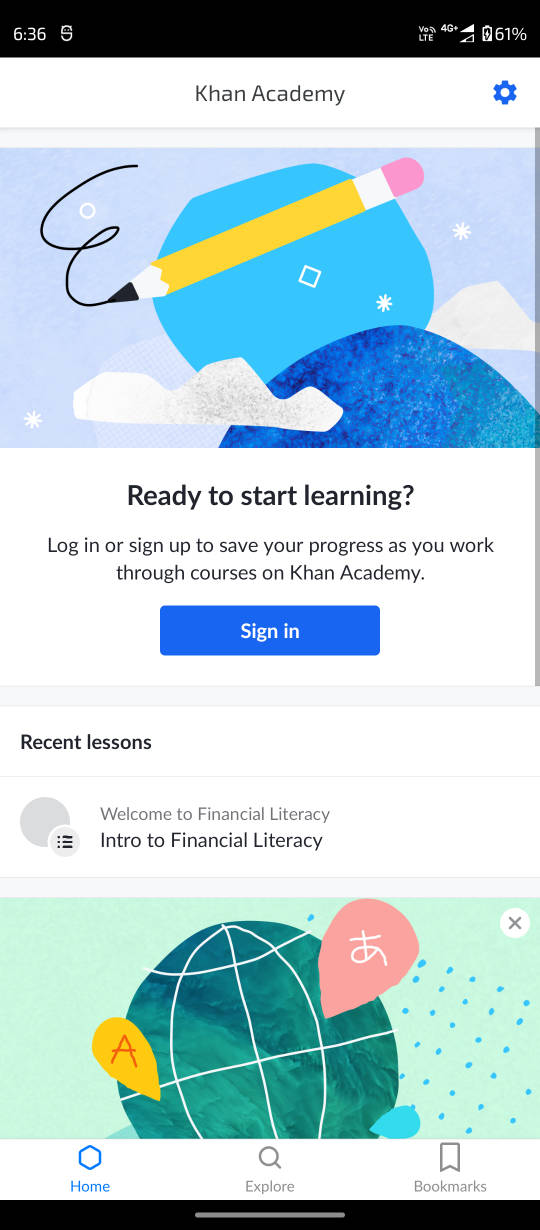 6:36
Vo LTE 4G+ 61%
Khan Academy
Ready to start learning?
Log in or sign up to save your progress as you work
through courses on Khan Academy.
Sign in
Recent lessons
Welcome to Financial Literacy
Intro to Financial Literacy
あ
A
Home
Explore
Bookmarks